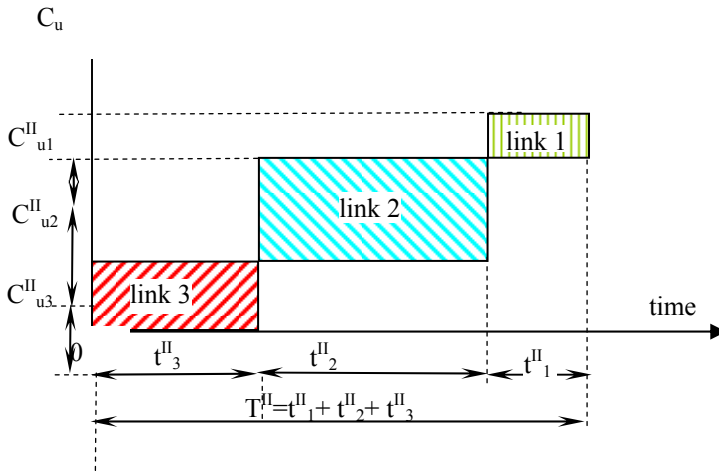 C_u
C^II_u1
link 1
link 2
C^II_u2
C^II_u3
link 3
time
0
t^II_3
t^II_2
t^II_1
T^II=t^II_1+ t^II_2+ t^II_3